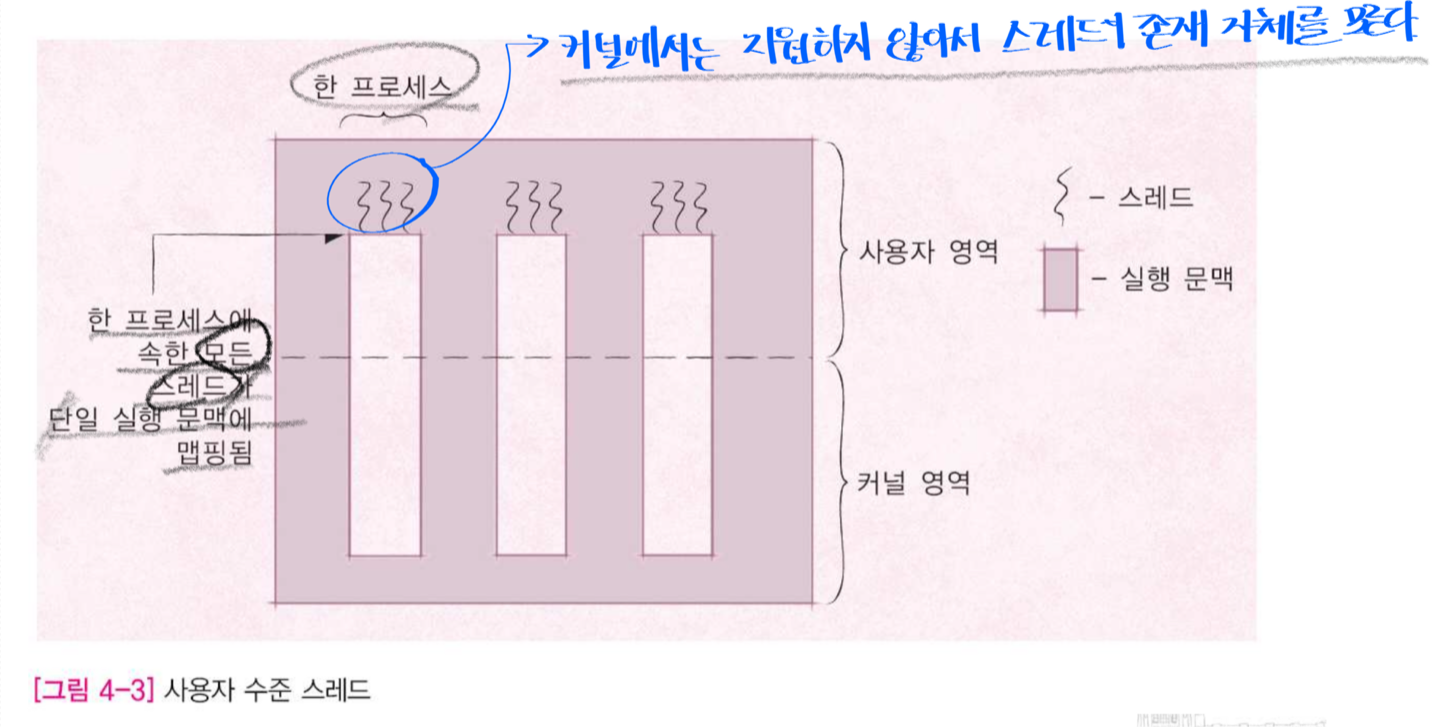 커널에서는 지원하지 않아서 스레드의 존재 자체를 모른다
한 프로세스
스레드
사용자 영역
실행 문맥
한 프로세스에
속한 모든
스레드가
단일 실행 문맥에
맵핑됨
커널 영역
[그림 4-3] 사용자 수준 스레드